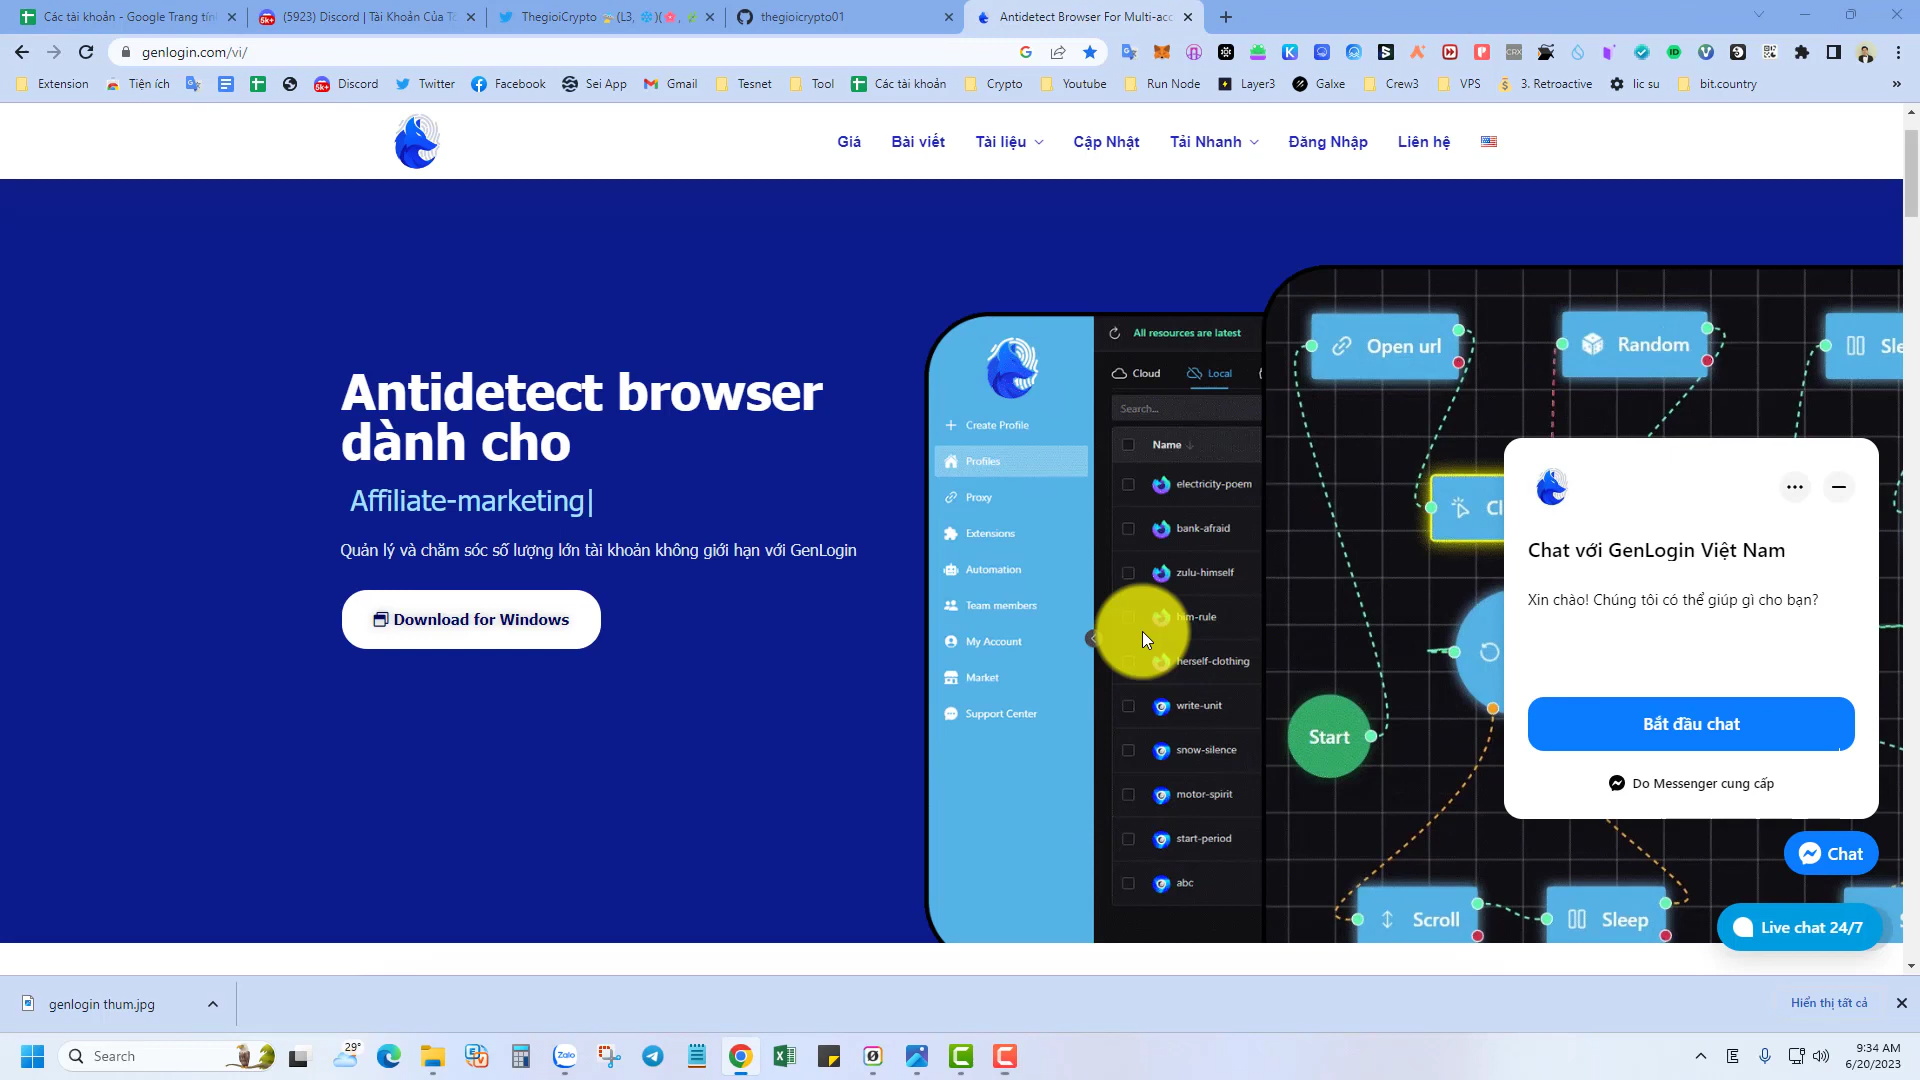 Các tài khoản - Google Trang tính
(5923) Discord | Tài Khoản Của Tô
ThegioiCrypto
(L3,
thegioicrypto01
Antidetect Browser For Multi-acc
genlogin.com/vi/
Extension
Tiện ích
Discord
Twitter
Facebook
Sei App
Gmail
Tesnet
Tool
Các tài khoản
Crypto
Youtube
Run Node
Layer3
Galxe
Crew3
VPS
3. Retroactive
lic su
bit.country
Giá
Bài viết
Tài liệu
Cập Nhật
Tải Nhanh
Đăng Nhập
Liên hệ
Antidetect browser
dành cho
Affiliate-marketing|
Quản lý và chăm sóc số lượng lớn tài khoản không giới hạn với GenLogin
Download for Windows
Create Profile
Profiles
Proxy
Extensions
Automation
Team members
My Account
Market
Support Center
All resources are latest
Cloud
Local
Search...
Name
electricity-poem
bank-afraid
zulu-himself
him-rule
herself-clothing
write-unit
snow-silence
motor-spirit
start-period
abc
Open url
Random
Sle
Cl
Start
Scroll
Sleep
Chat với GenLogin Việt Nam
Xin chào! Chúng tôi có thể giúp gì cho bạn?
Bắt đầu chat
Do Messenger cung cấp
Chat
Live chat 24/7
genlogin thum.jpg
Hiển thị tất cả
Search
29°
Zalo
9:34 AM
6/20/2023